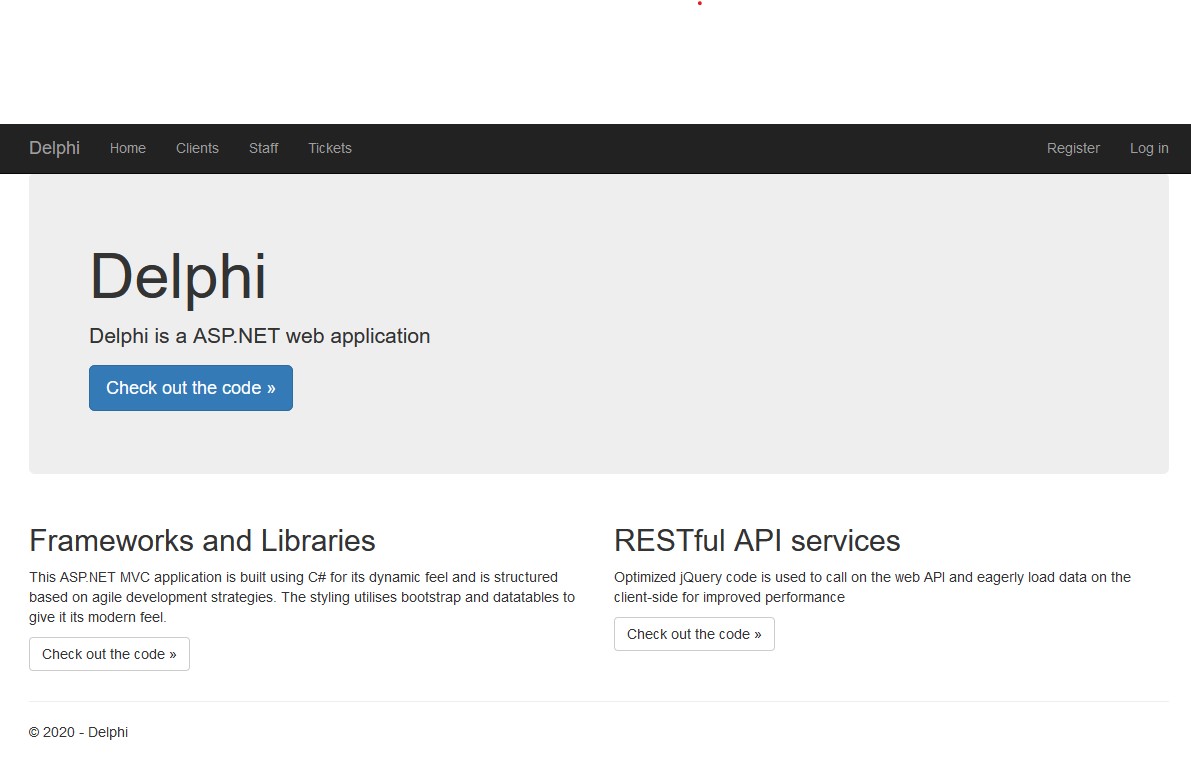 Delphi Home Clients Staff Tickets Register Log in
Delphi
Delphi is a ASP.NET web application
Check out the code »
Frameworks and Libraries
This ASP.NET MVC application is built using C# for its dynamic feel and is structured
based on agile development strategies. The styling utilises bootstrap and datatables to
give it its modern feel.
Check out the code »
RESTful API services
Optimized jQuery code is used to call on the web API and eagerly load data on the
client-side for improved performance
Check out the code »
© 2020 - Delphi